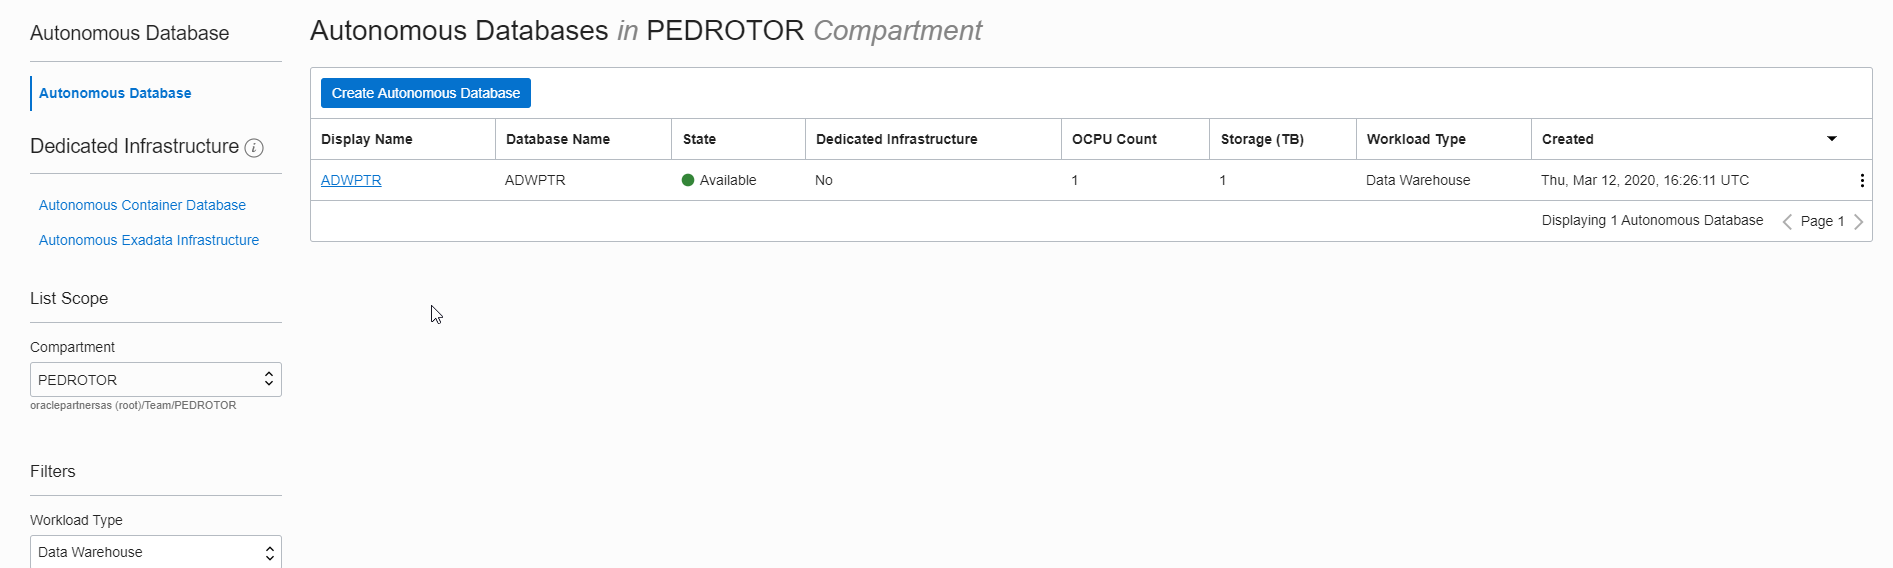 Autonomous Database
Autonomous Database
Dedicated Infrastructure i
Autonomous Container Database
Autonomous Exadata Infrastructure
List Scope
Compartment
PEDROTOR
oraclepartnersas (root)/Team/PEDROTOR
Filters
Workload Type
Data Warehouse
Autonomous Databases in PEDROTOR Compartment
Create Autonomous Database
Display Name Database Name State Dedicated Infrastructure OCPU Count Storage (TB) Workload Type Created
ADWPTR ADWPTR Available No 1 1 Data Warehouse Thu, Mar 12, 2020, 16:26:11 UTC
Displaying 1 Autonomous Database Page 1